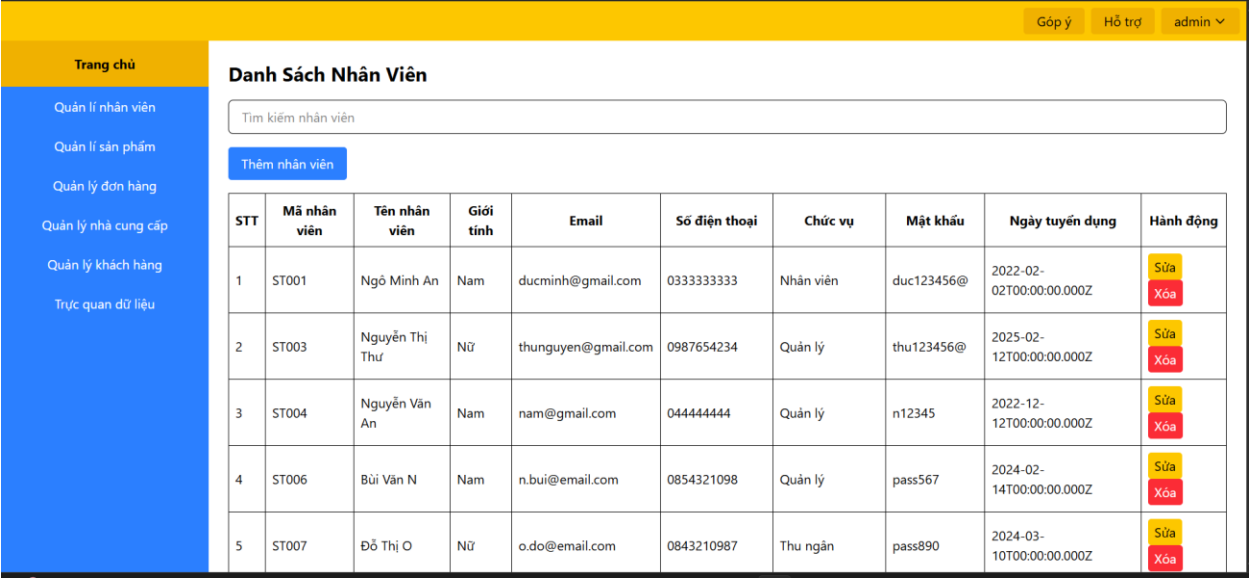 Góp ý Hỗ trợ admin
Trang chủ
Quản lí nhân viên
Quản lí sản phẩm
Quản lý đơn hàng
Quản lý nhà cung cấp
Quản lý khách hàng
Trực quan dữ liệu
Danh Sách Nhân Viên
Tìm kiếm nhân viên
Thêm nhân viên
STT Mã nhân viên Tên nhân viên Giới tính Email Số điện thoại Chức vụ Mật khẩu Ngày tuyển dụng Hành động
1 ST001 Ngô Minh An Nam ducminh@gmail.com 0333333333 Nhân viên duc123456@ 2022-02-02T00:00:00.000Z Sửa Xóa
2 ST003 Nguyễn Thị Thư Nữ thunguyen@gmail.com 0987654234 Quản lý thu123456@ 2025-02-12T00:00:00.000Z Sửa Xóa
3 ST004 Nguyễn Văn An Nam nam@gmail.com 044444444 Quản lý n12345 2022-12-12T00:00:00.000Z Sửa Xóa
4 ST006 Bùi Văn N Nam n.bui@email.com 0854321098 Quản lý pass567 2024-02-14T00:00:00.000Z Sửa Xóa
5 ST007 Đỗ Thị O Nữ o.do@email.com 0843210987 Thu ngân pass890 2024-03-10T00:00:00.000Z Sửa Xóa